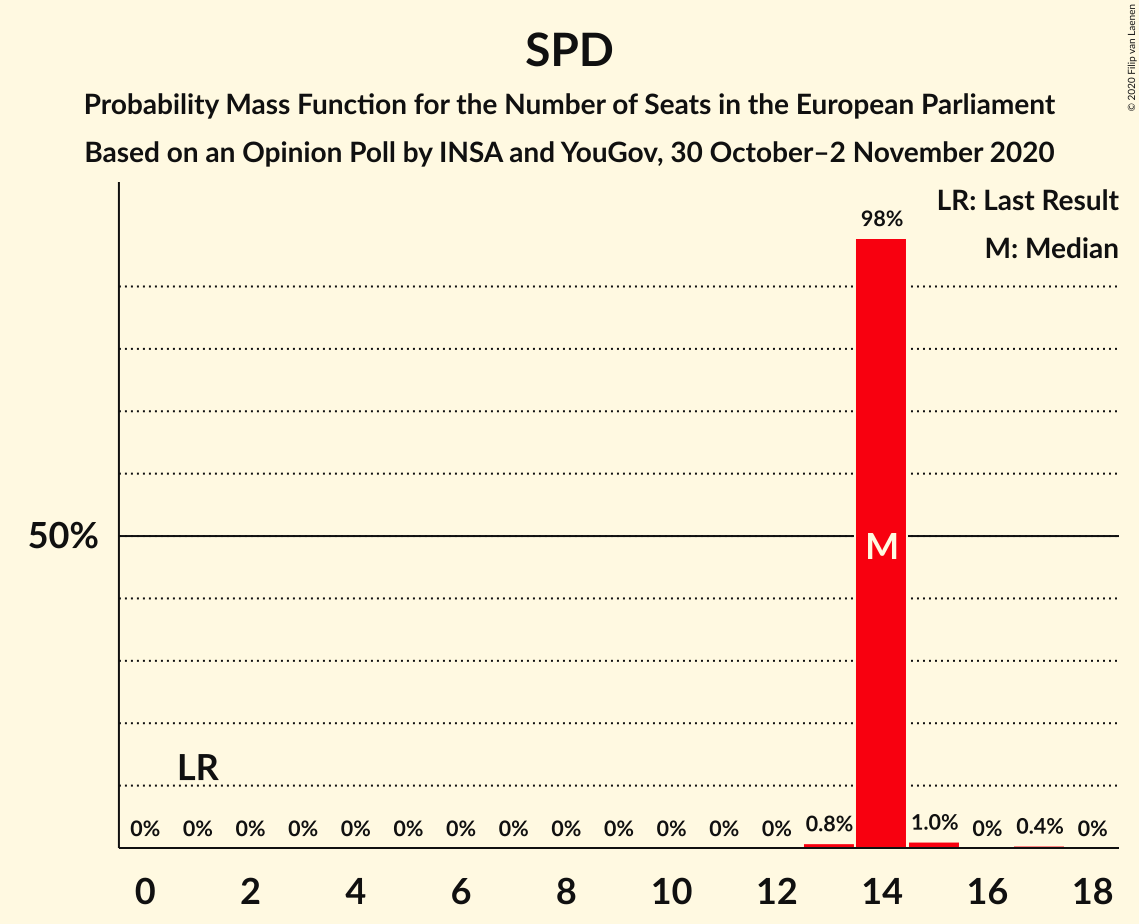 SPD
Probability Mass Function for the Number of Seats in the European Parliament
Based on an Opinion Poll by INSA and YouGov, 30 October–2 November 2020
© 2020 Filip van Laenen
LR: Last Result
M: Median
98%
50%
M
LR
0% 0% 0% 0% 0% 0% 0% 0% 0% 0% 0% 0% 0% 0.8% 1.0% 0% 0.4% 0%
0 2 4 6 8 10 12 14 16 18